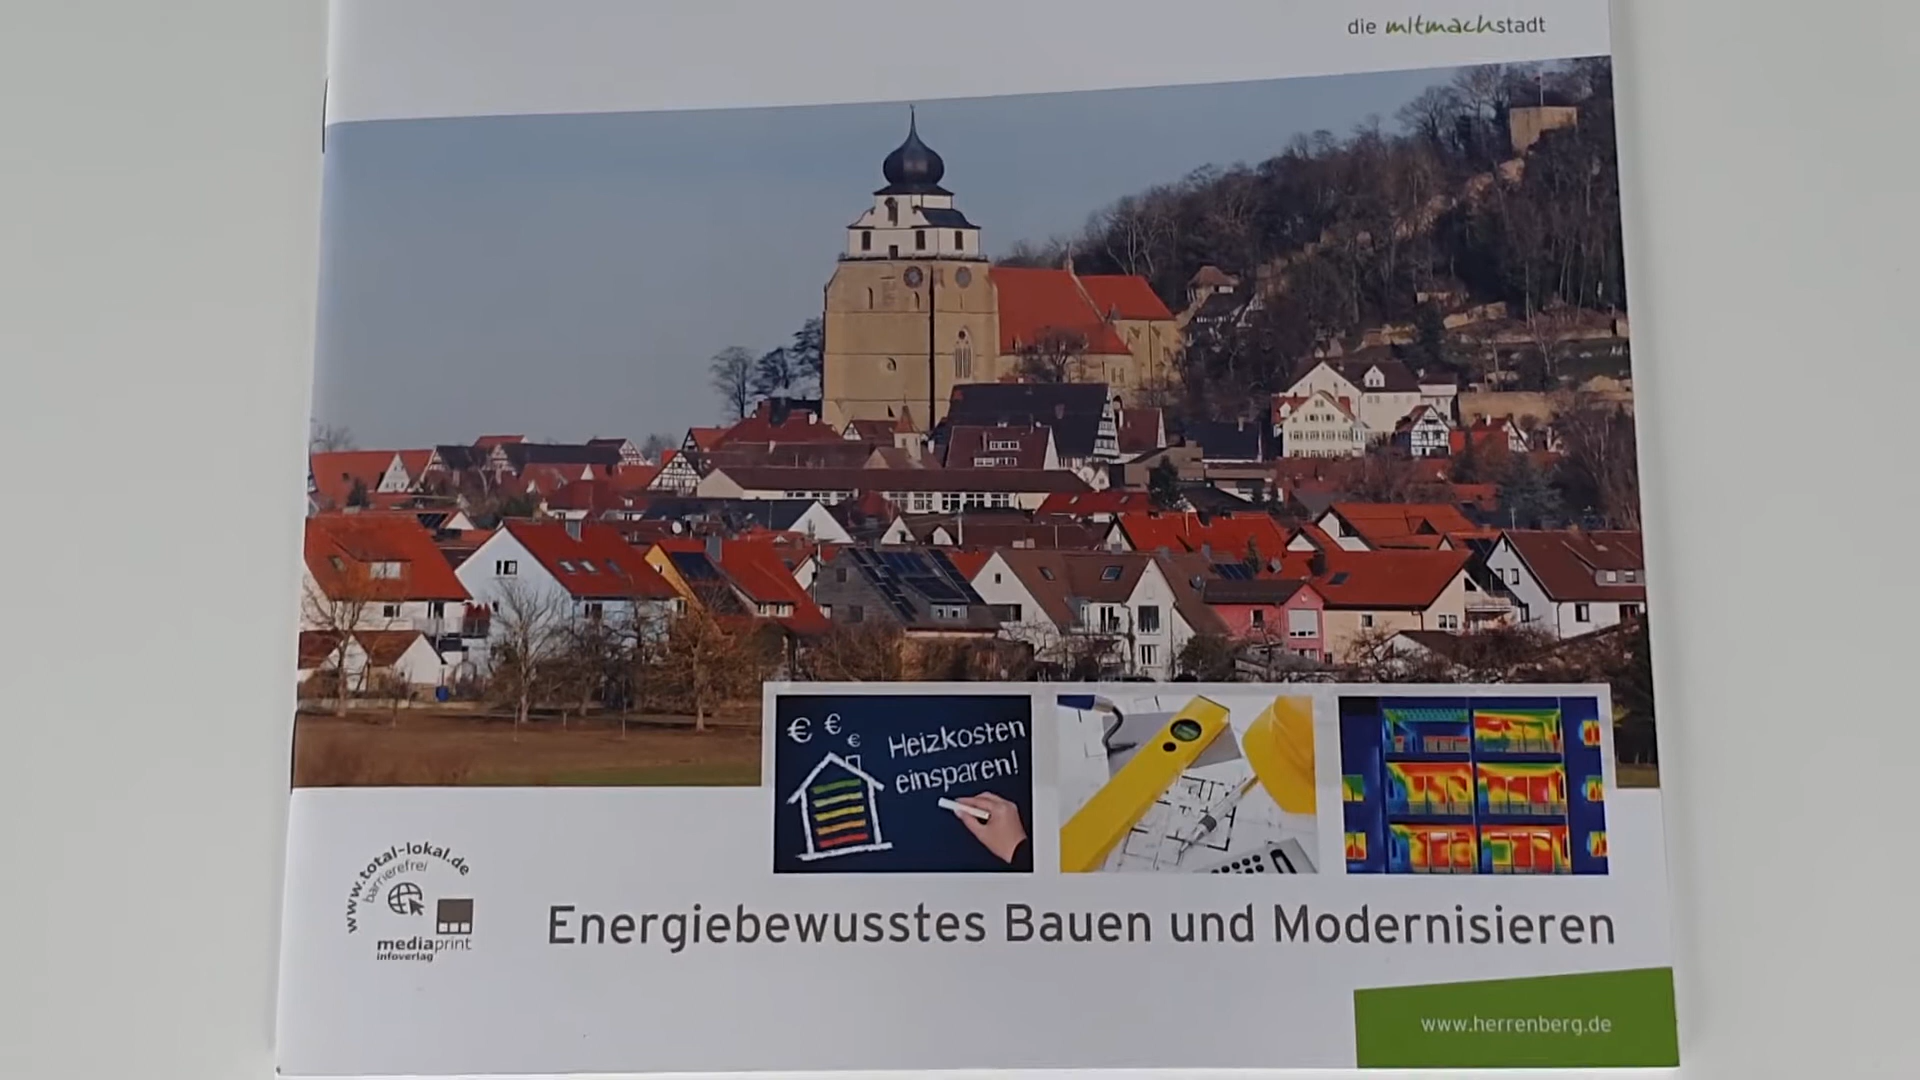 die mitmachstadt
€ € €
Heizkosten
einsparen!
www.total-lokal.de
barrierefrei
mediaprint
infoverlag
Energiebewusstes Bauen und Modernisieren
www.herrenberg.de